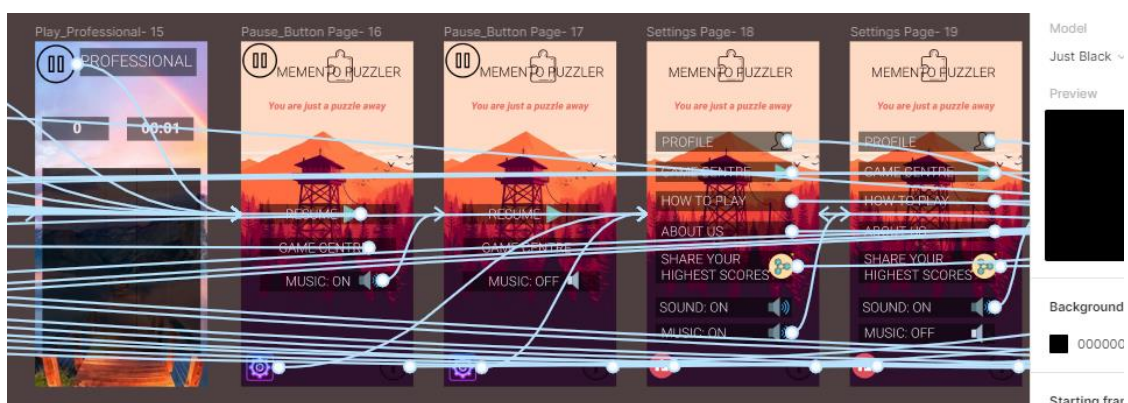 Play_Professional- 15
PROFESSIONAL
0
00:01
Pause_Button Page- 16
MEMENTO PUZZLER
You are just a puzzle away
RESUME
GAME CENTRE
MUSIC: ON
Pause_Button Page- 17
MEMENTO PUZZLER
You are just a puzzle away
RESUME
GAME CENTRE
MUSIC: OFF
Settings Page- 18
MEMENTO PUZZLER
You are just a puzzle away
PROFILE
GAME CENTRE
HOW TO PLAY
ABOUT US
SHARE YOUR
HIGHEST SCORES
SOUND: ON
MUSIC: ON
Settings Page- 19
MEMENTO PUZZLER
You are just a puzzle away
PROFILE
GAME CENTRE
HOW TO PLAY
ABOUT US
SHARE YOUR
HIGHEST SCORES
SOUND: ON
MUSIC: OFF
Model
Just Black
Preview
Background
000000
Starting